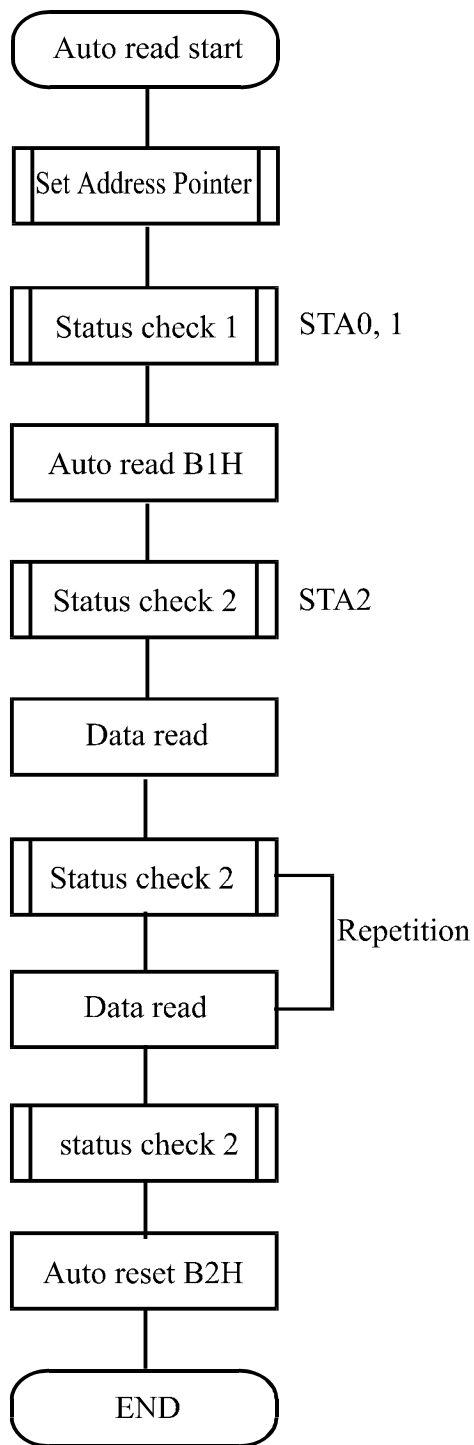 Auto read start
Set Address Pointer
Status check 1
STA0, 1
Auto read B1H
Status check 2
STA2
Data read
Status check 2
Repetition
Data read
status check 2
Auto reset B2H
END